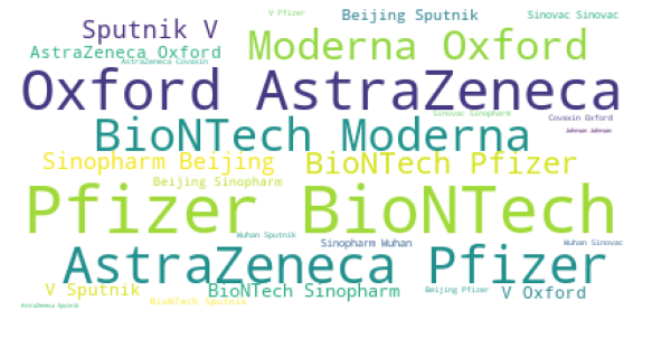 V Pfizer
Beijing Sputnik
Sinovac Sinovac
Sputnik V
Moderna Oxford
AstraZeneca Oxford
AstraZeneca Covaxin
Oxford AstraZeneca
Sinovac Sinopharm
Covaxin Oxford
BioNTech Moderna
Johnson Johnson
Sinopharm Beijing
BioNTech Pfizer
Beijing Sinopharm
Pfizer BioNTech
Wuhan Sputnik
Sinopharm Wuhan
Wuhan Sinovac
AstraZeneca Pfizer
V Sputnik
BioNTech Sinopharm
Beijing Pfizer
V Oxford
BioNTech Sputnik
AstraZeneca Sputnik